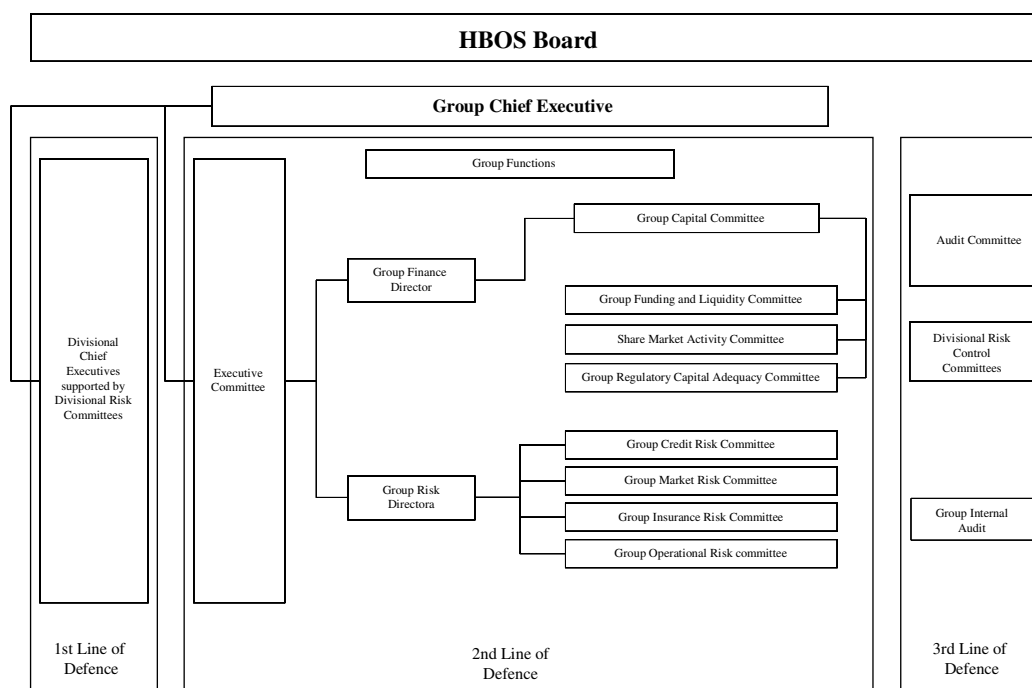 HBOS Board
Group Chief Executive
Divisional
Chief
Executives
supported by
Divisional Risk
Committees
1st Line of
Defence
Group Functions
Executive
Committee
Group Finance
Director
Group Capital Committee
Group Funding and Liquidity Committee
Share Market Activity Committee
Group Regulatory Capital Adequacy Committee
Group Risk
Directora
Group Credit Risk Committee
Group Market Risk Committee
Group Insurance Risk Committee
Group Operational Risk committee
2nd Line of
Defence
Audit Committee
Divisional Risk
Control
Committees
Group Internal
Audit
3rd Line of
Defence